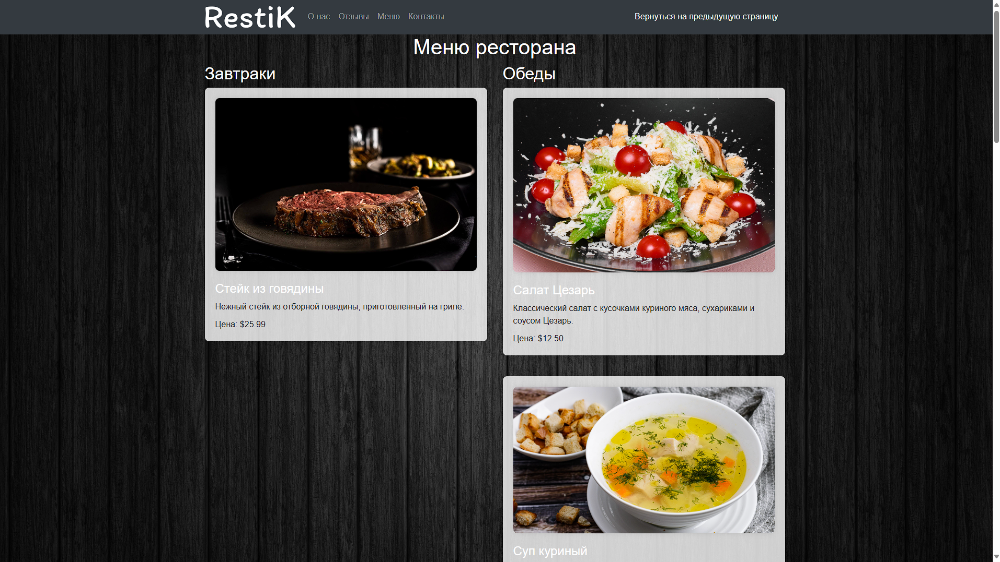 RestiK
О нас
Отзывы
Меню
Контакты
Вернуться на предыдущую страницу
Меню ресторана
Завтраки
Стейк из говядины
Нежный стейк из отборной говядины, приготовленный на гриле.
Цена: $25.99
Обеды
Салат Цезарь
Классический салат с кусочками куриного мяса, сухариками и
соусом Цезарь.
Цена: $12.50
Суп куриный